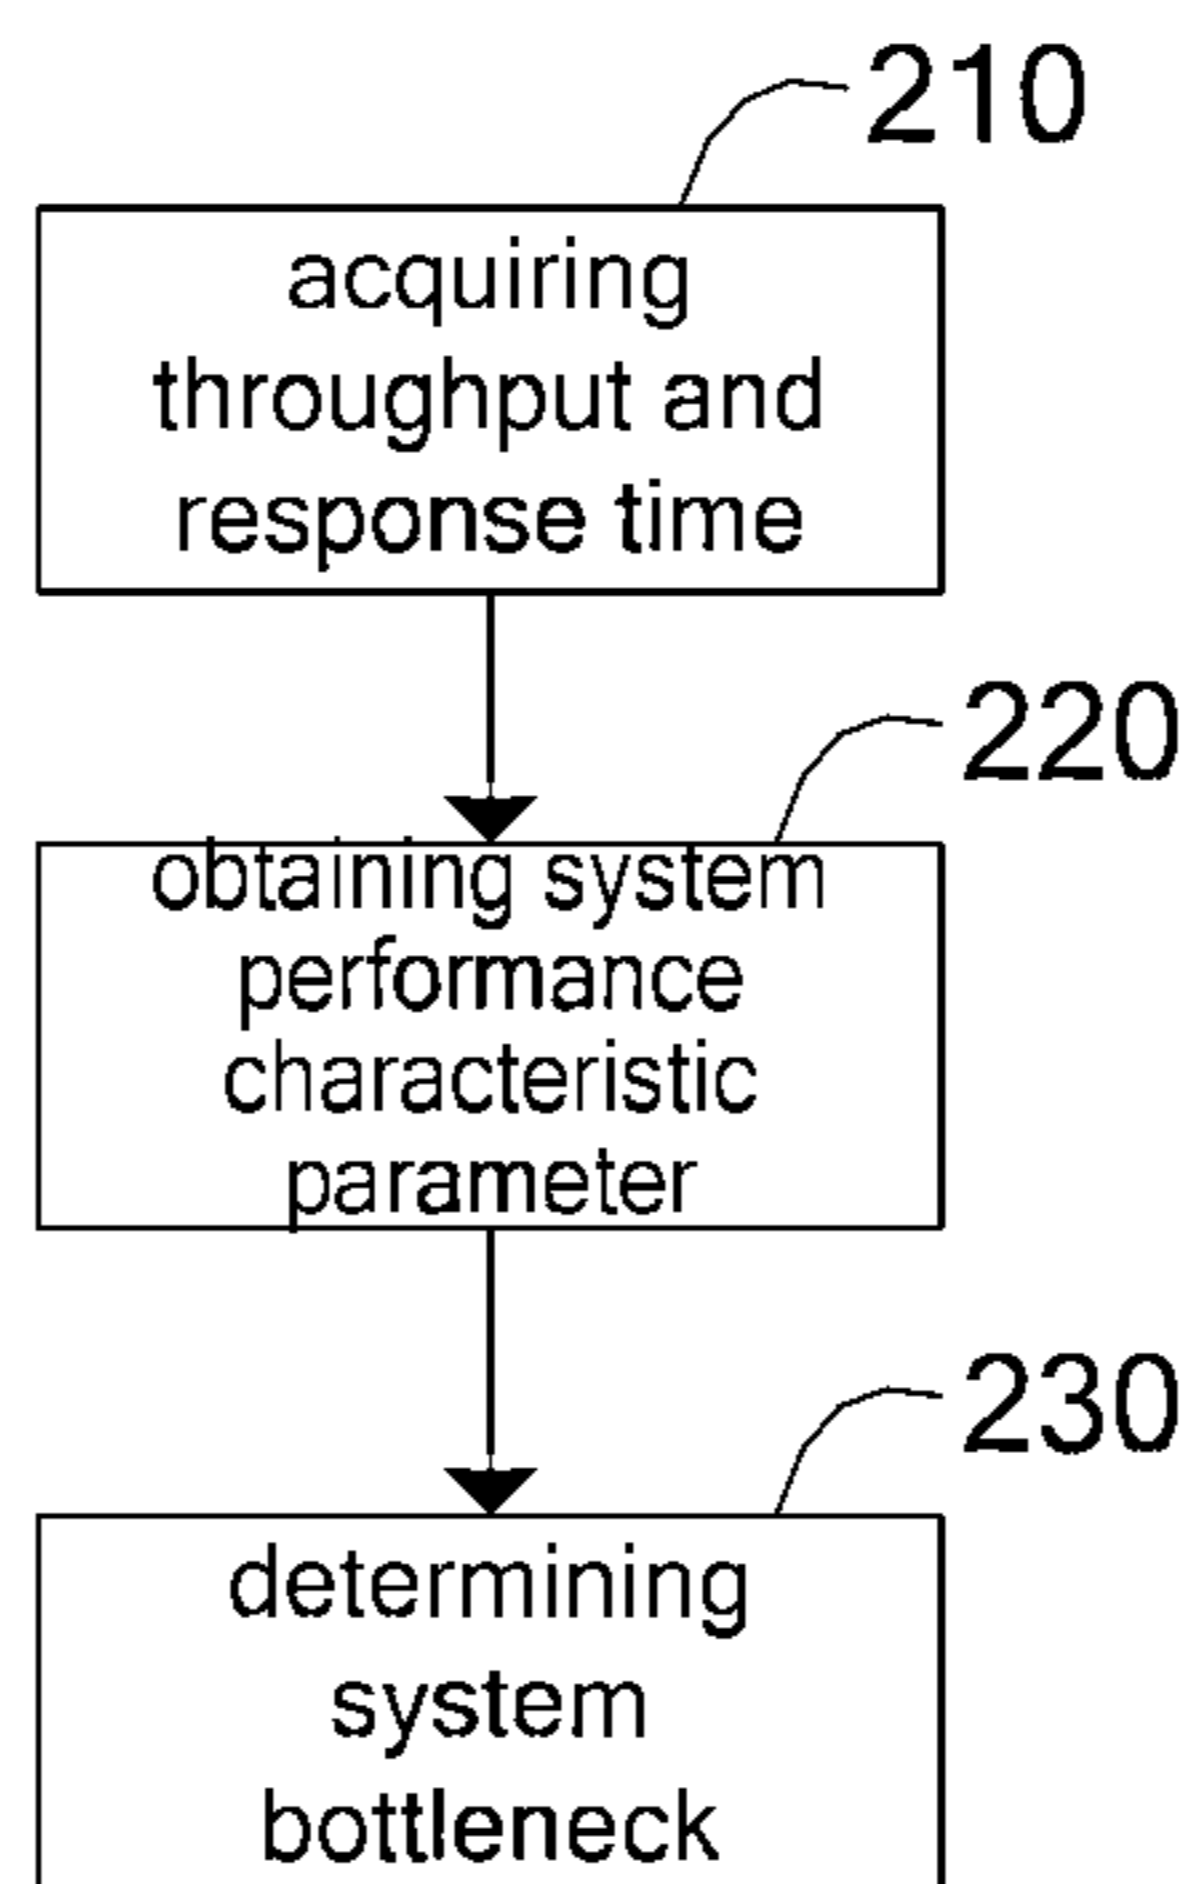 210
acquiring
throughput and
response time
220
obtaining system
performance
characteristic
parameter
230
determining
system
bottleneck